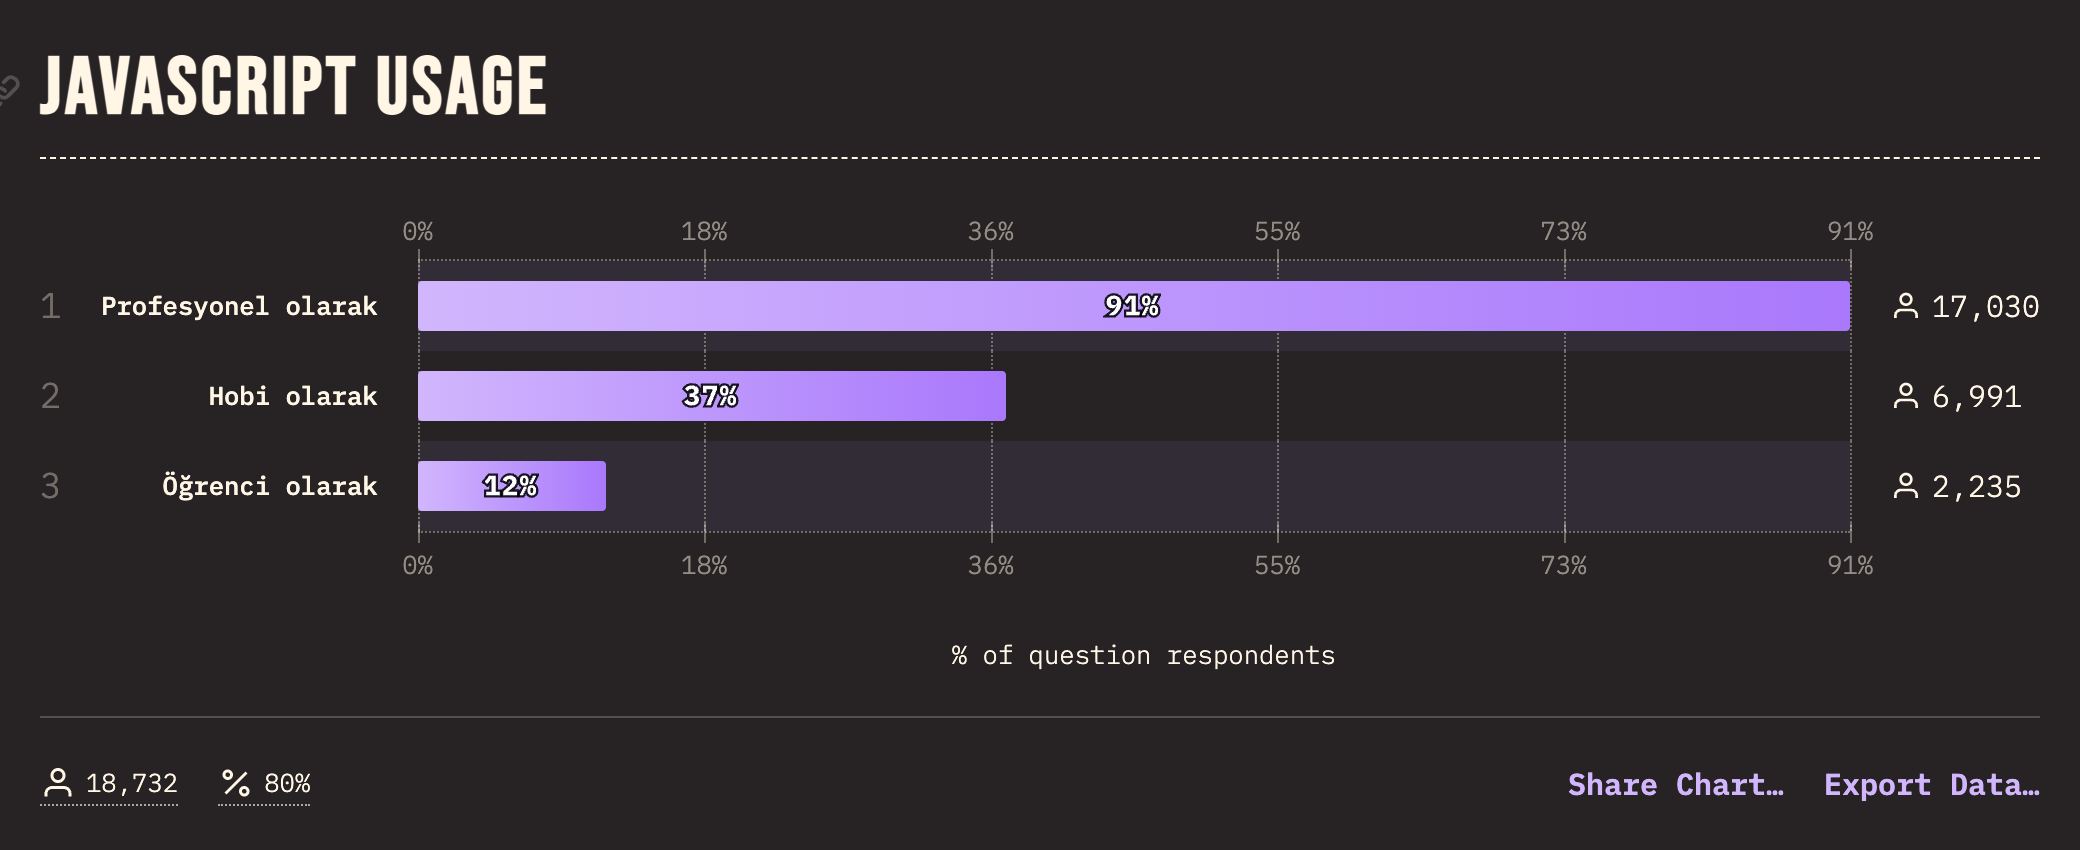 JAVASCRIPT USAGE
0% 18% 36% 55% 73% 91%
1 Profesyonel olarak 91% 17,030
2 Hobi olarak 37% 6,991
3 Öğrenci olarak 12% 2,235
0% 18% 36% 55% 73% 91%
% of question respondents
18,732 80% Share Chart… Export Data…